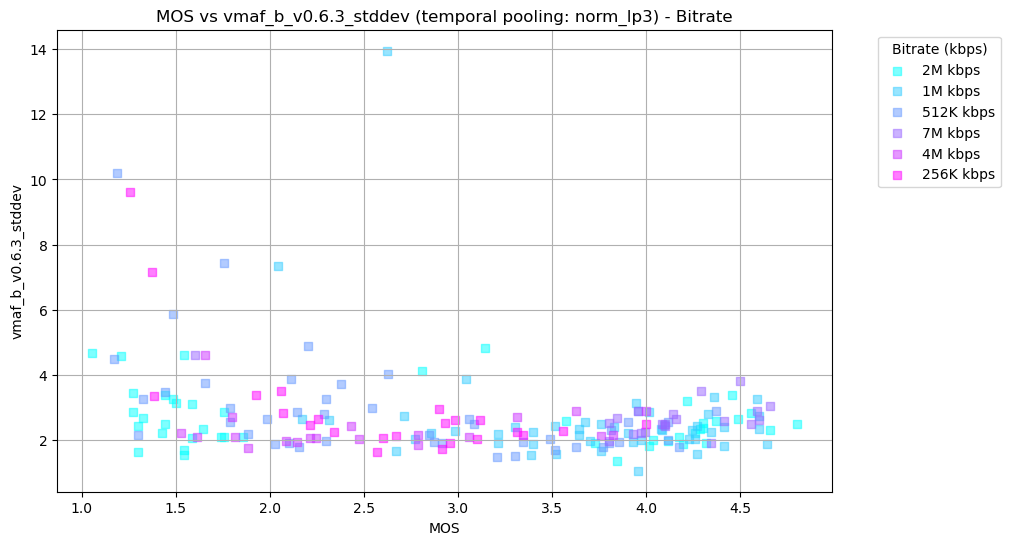 MOS vs vmaf_b_v0.6.3_stddev (temporal pooling: norm_lp3) - Bitrate
14
12
10
8
6
4
2
vmaf_b_v0.6.3_stddev
1.0 1.5 2.0 2.5 3.0 3.5 4.0 4.5
MOS
Bitrate (kbps)
2M kbps
1M kbps
512K kbps
7M kbps
4M kbps
256K kbps